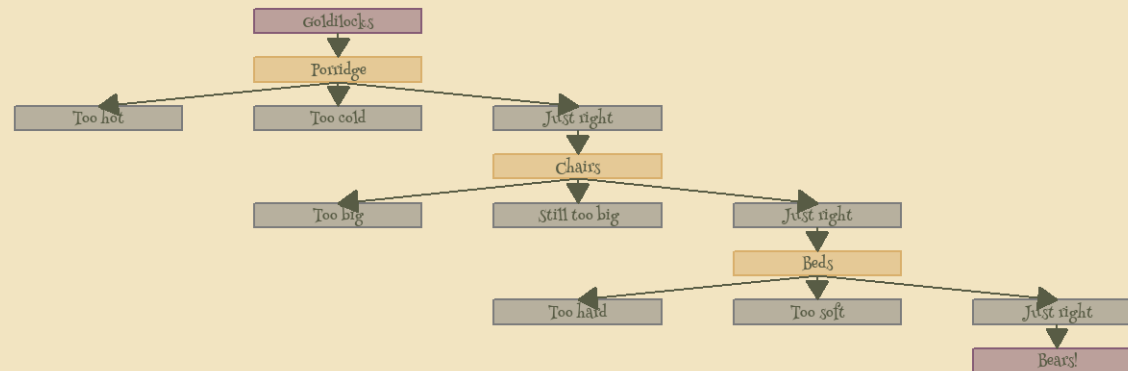 Goldilocks
Porridge
Too hot
Too cold
Just right
Chairs
Too big
Still too big
Just right
Beds
Too hard
Too soft
Just right
Bears!